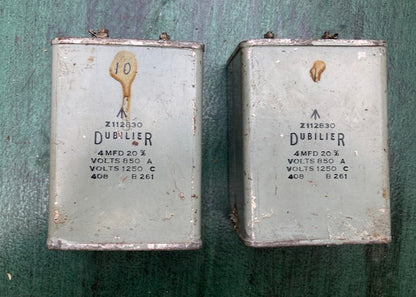 10
Z112830
DUBILIER
4 MFD 20 %
VOLTS 850 A
VOLTS 1250 C
408 B 261
Z112830
DUBILIER
4 MFD 20 %
VOLTS 850 A
VOLTS 1250 C
408 B 261